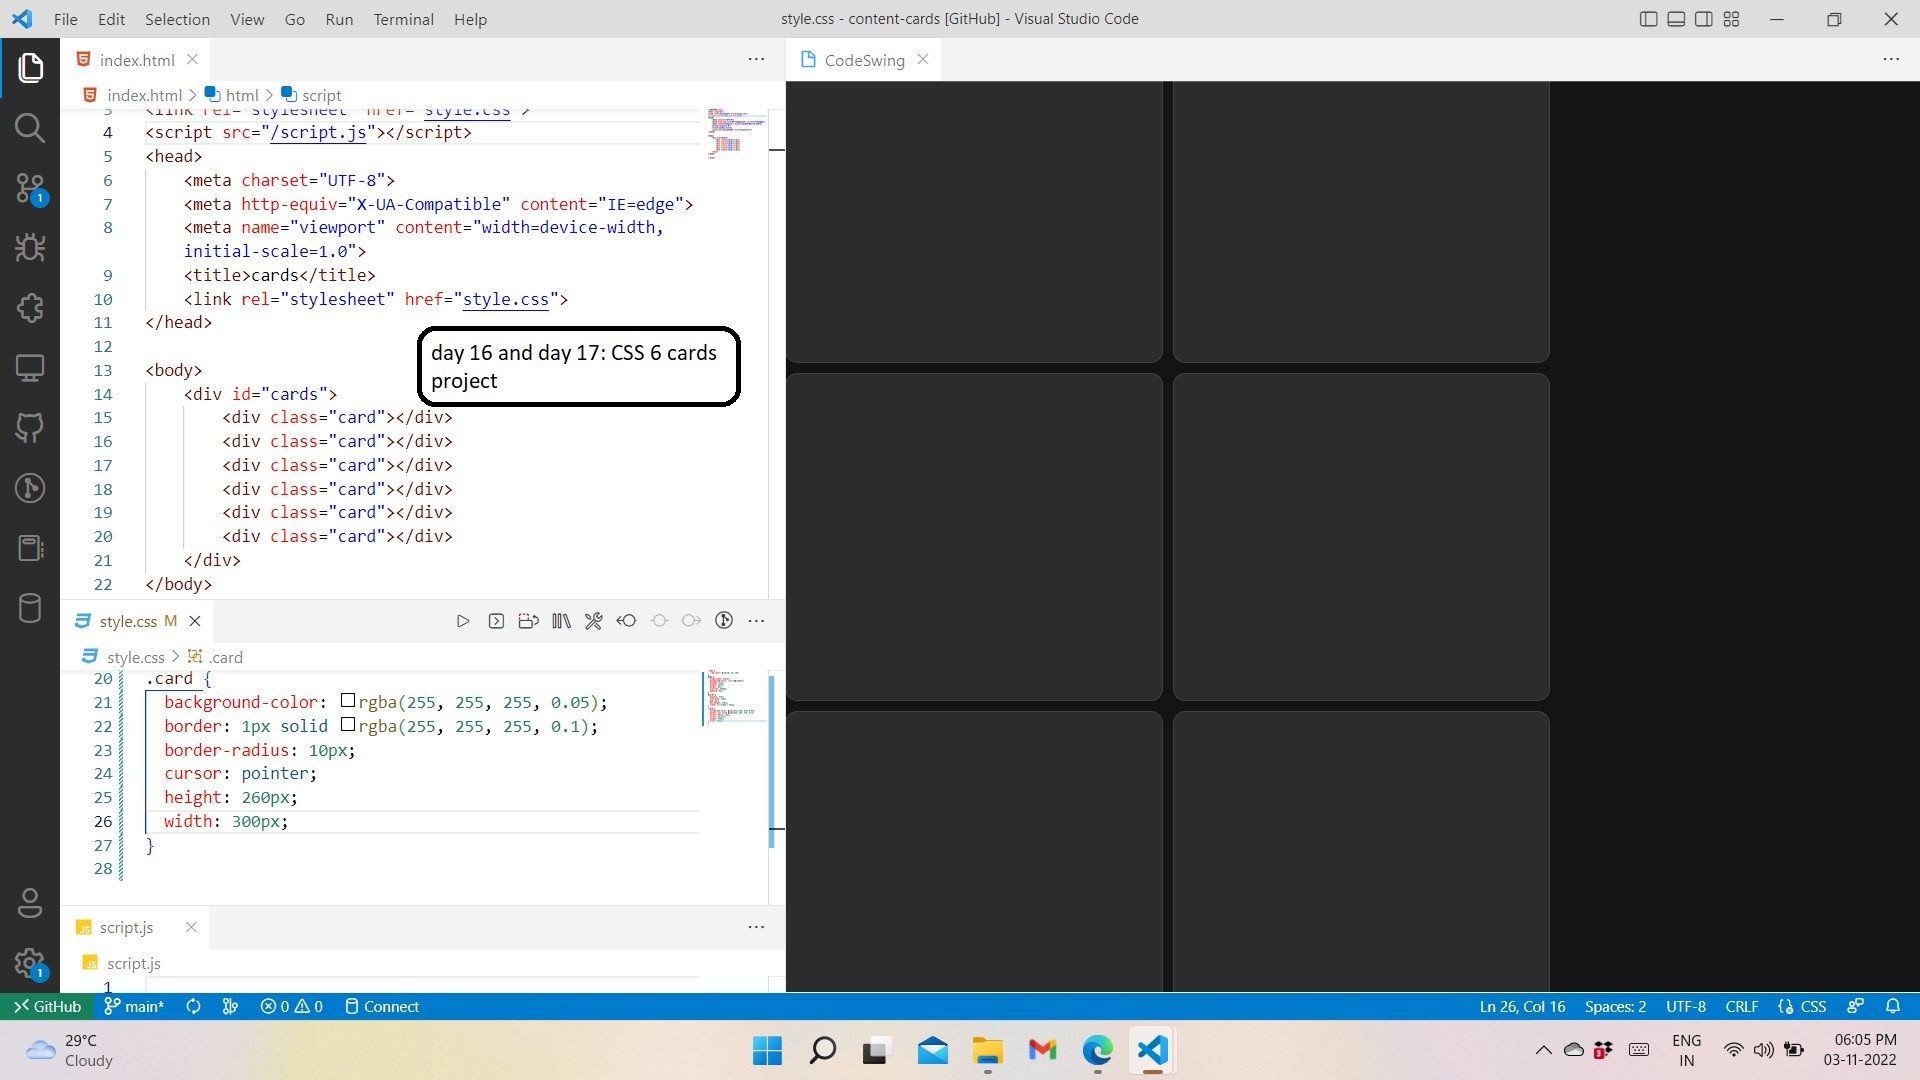 File Edit Selection View Go Run Terminal Help
style.css - content-cards [GitHub] - Visual Studio Code
index.html
CodeSwing
index.html > html > script
3 <link rel="stylesheet" href="style.css">
4 <script src="/script.js"></script>
5 <head>
6 <meta charset="UTF-8">
7 <meta http-equiv="X-UA-Compatible" content="IE=edge">
8 <meta name="viewport" content="width=device-width,
initial-scale=1.0">
9 <title>cards</title>
10 <link rel="stylesheet" href="style.css">
11 </head>
12
day 16 and day 17: CSS 6 cards
project
13 <body>
14 <div id="cards">
15 <div class="card"></div>
16 <div class="card"></div>
17 <div class="card"></div>
18 <div class="card"></div>
19 <div class="card"></div>
20 <div class="card"></div>
21 </div>
22 </body>
style.css M
style.css > .card
20 .card {
21 background-color: rgba(255, 255, 255, 0.05);
22 border: 1px solid rgba(255, 255, 255, 0.1);
23 border-radius: 10px;
24 cursor: pointer;
25 height: 260px;
26 width: 300px;
27 }
28
script.js
script.js
1
1
1
GitHub main* 0 0 Connect
Ln 26, Col 16 Spaces: 2 UTF-8 CRLF {} CSS
29°C
Cloudy
3
ENG
IN
06:05 PM
03-11-2022